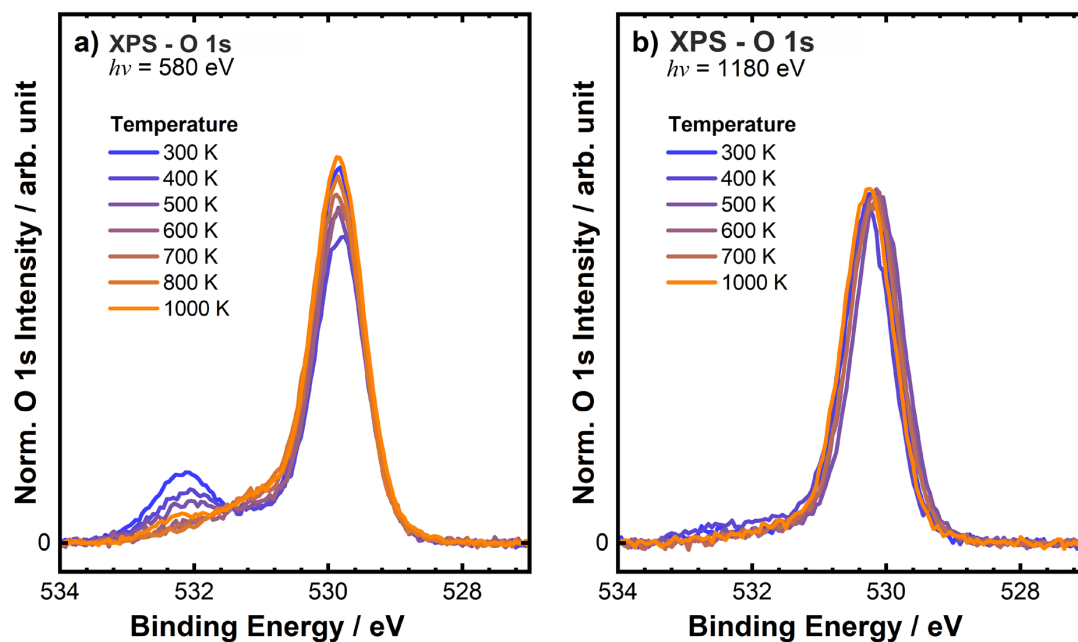 a) XPS - O 1s
hν = 580 eV
Temperature
300 K
400 K
500 K
600 K
700 K
800 K
1000 K
Norm. O 1s Intensity / arb. unit
0
534 532 530 528
Binding Energy / eV
b) XPS - O 1s
hν = 1180 eV
Temperature
300 K
400 K
500 K
600 K
700 K
1000 K
Norm. O 1s Intensity / arb. unit
0
534 532 530 528
Binding Energy / eV